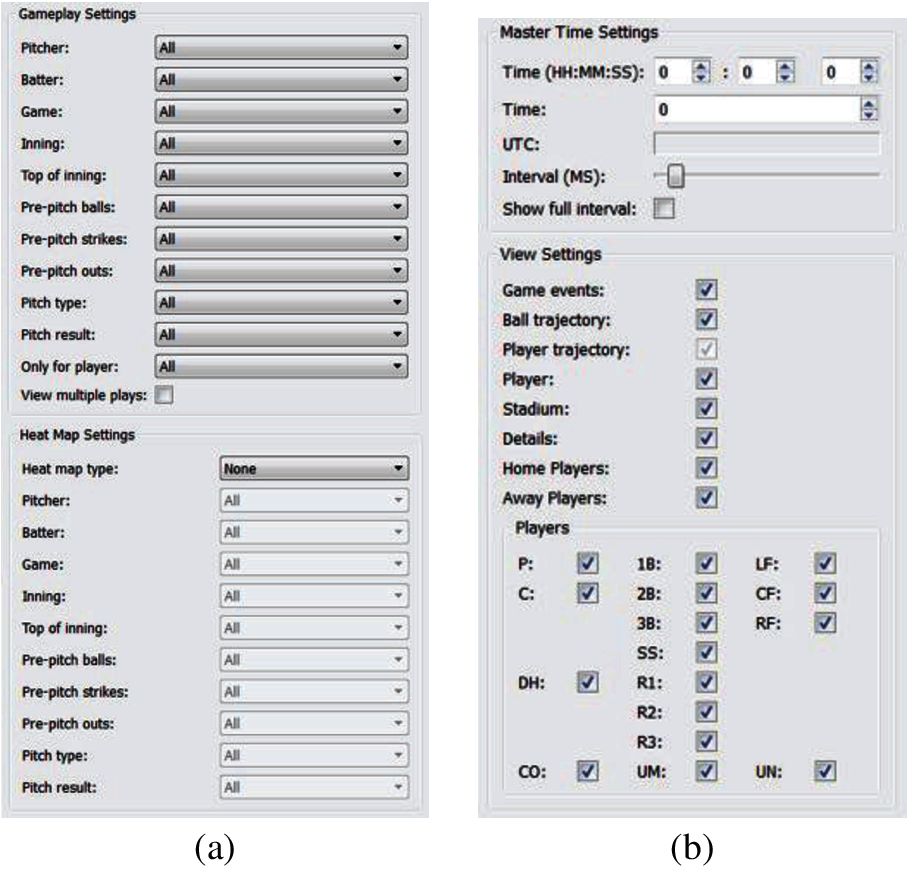 Gameplay Settings
Pitcher: All
Batter: All
Game: All
Inning: All
Top of inning: All
Pre-pitch balls: All
Pre-pitch strikes: All
Pre-pitch outs: All
Pitch type: All
Pitch result: All
Only for player: All
View multiple plays:
Heat Map Settings
Heat map type: None
Pitcher: All
Batter: All
Game: All
Inning: All
Top of inning: All
Pre-pitch balls: All
Pre-pitch strikes: All
Pre-pitch outs: All
Pitch type: All
Pitch result: All
(a)
Master Time Settings
Time (HH:MM:SS): 0 : 0 0
Time: 0
UTC:
Interval (MS):
Show full interval:
View Settings
Game events:
Ball trajectory:
Player trajectory:
Player:
Stadium:
Details:
Home Players:
Away Players:
Players
P: 1B: LF:
C: 2B: CF:
3B: RF:
SS:
DH: R1:
R2:
R3:
CO: UM: UN:
(b)